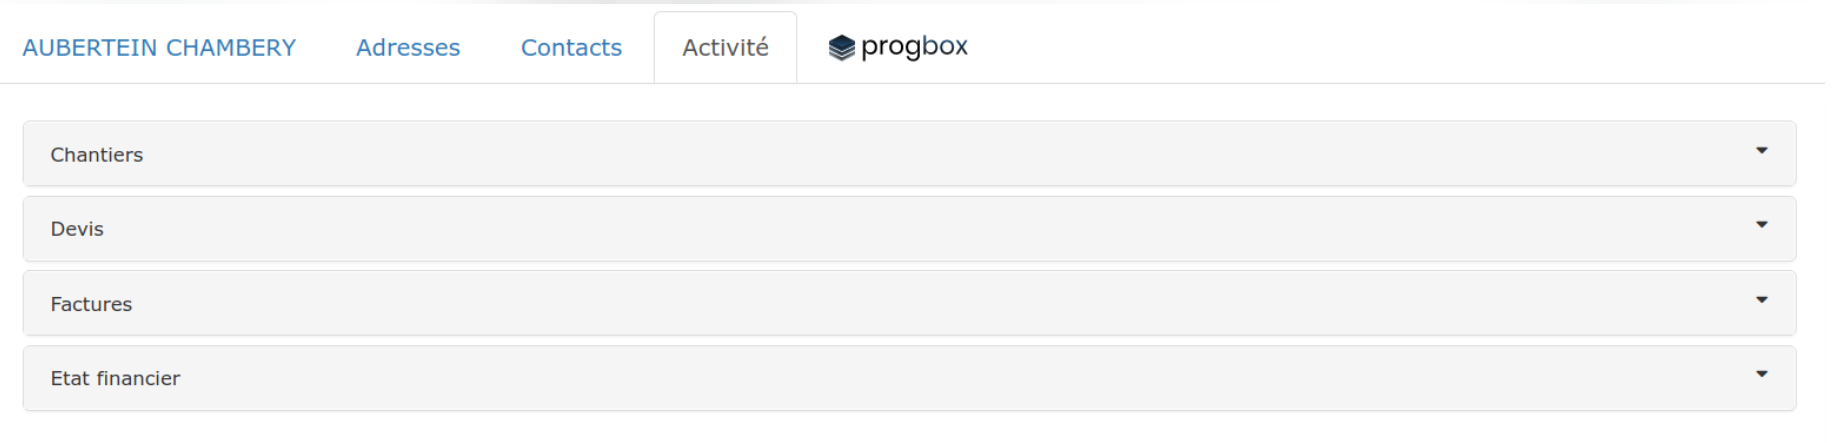 AUBERTEIN CHAMBERY Adresses Contacts Activité progbox
Chantiers
Devis
Factures
Etat financier